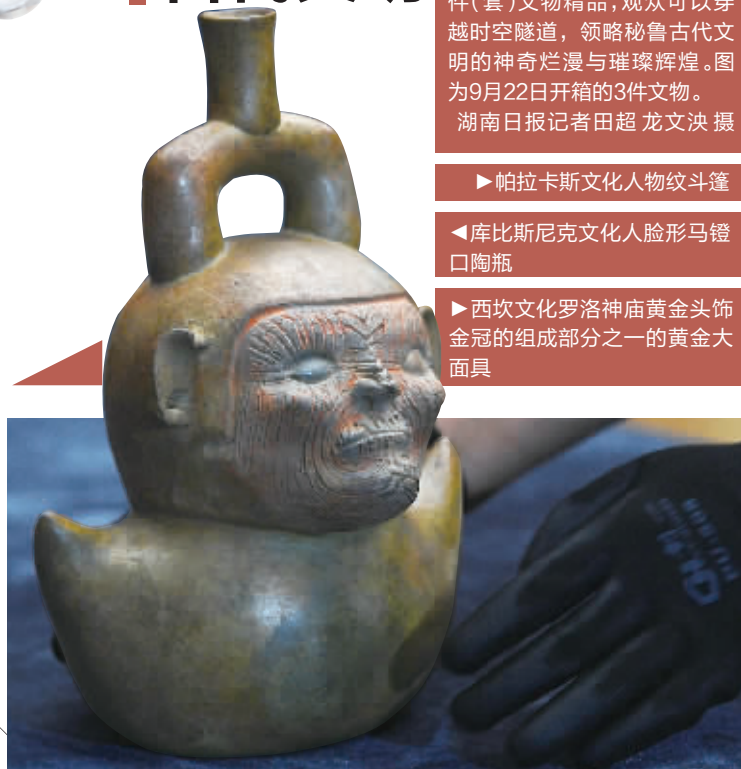 件(套)文物精品，观众可以穿
越时空隧道，领略秘鲁古代文
明的神奇烂漫与璀璨辉煌。图
为9月22日开箱的3件文物。
湖南日报记者田超 龙文泱 摄
▶帕拉卡斯文化人物纹斗篷
◀库比斯尼克文化人脸形马镫
口陶瓶
▶西坎文化罗洛神庙黄金头饰
金冠的组成部分之一的黄金大
面具